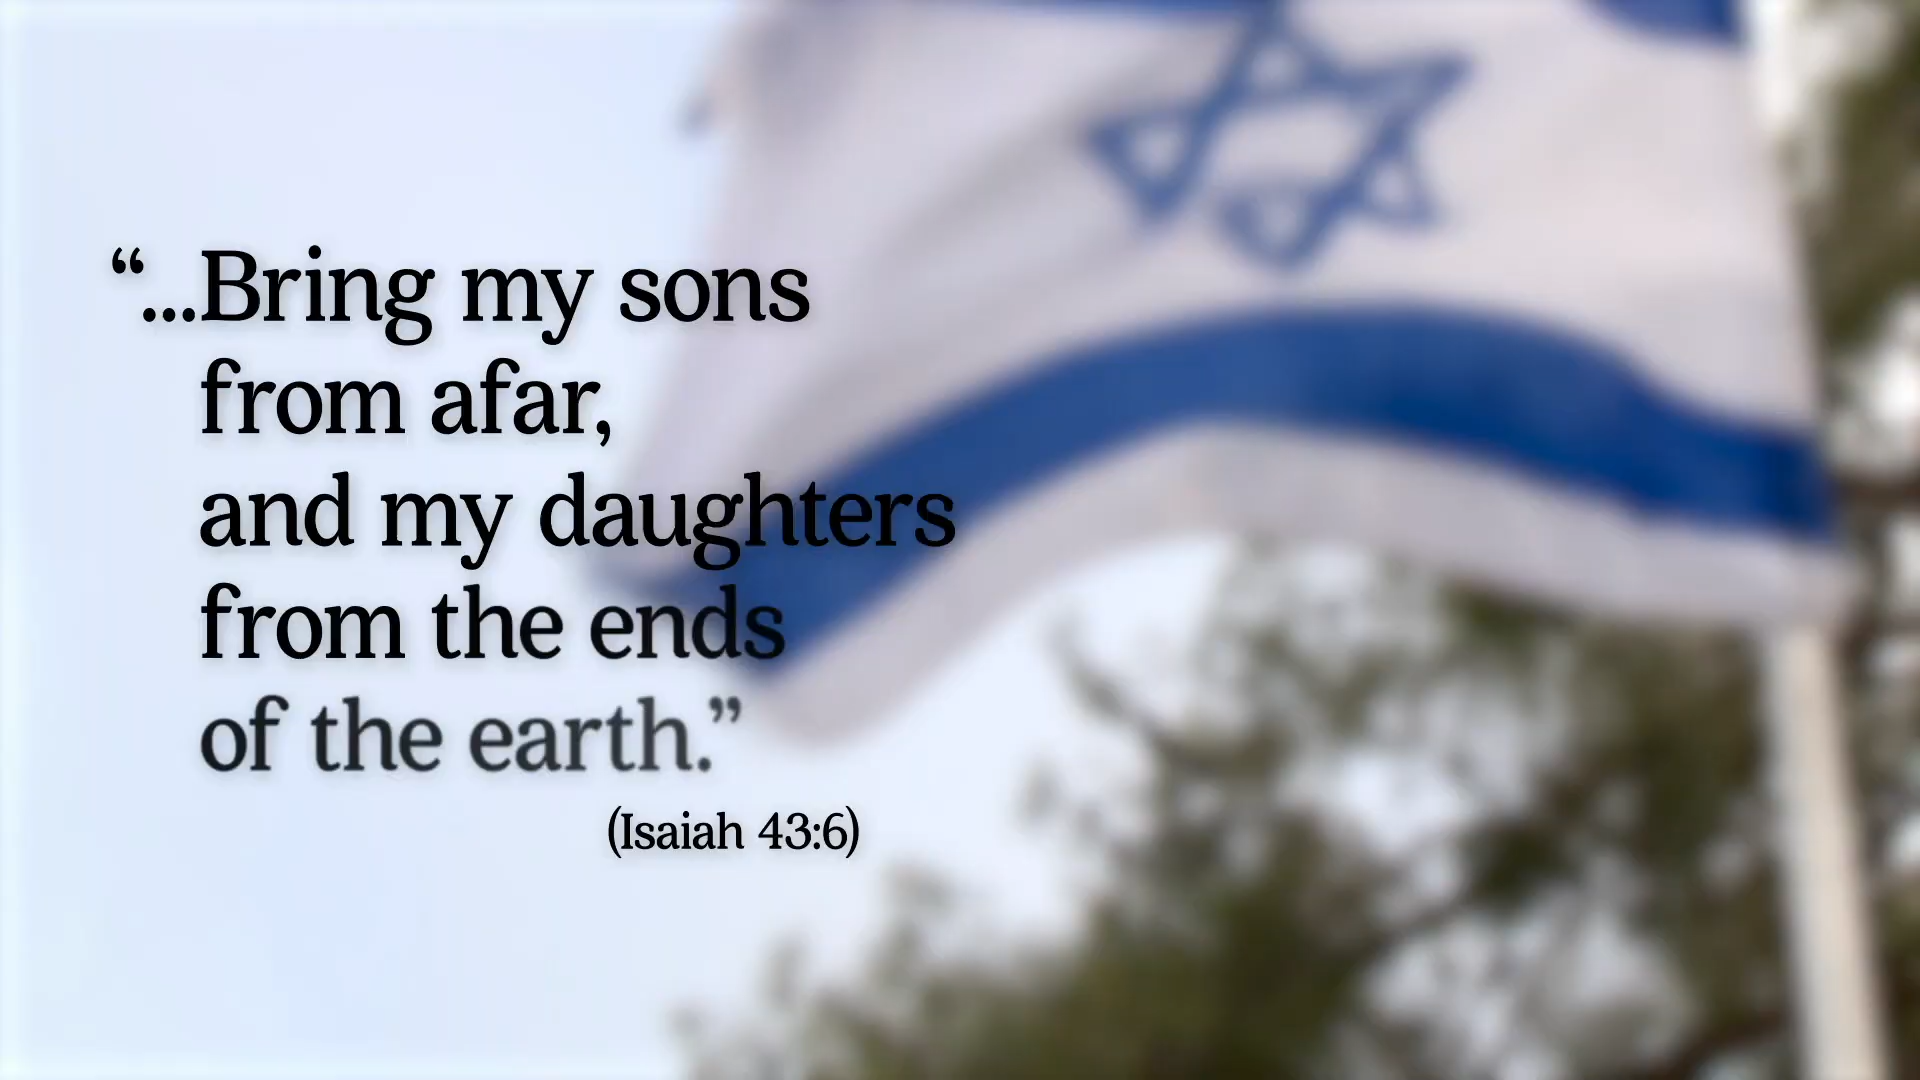 “...Bring my sons
from afar,
and my daughters
from the ends
of the earth.”
(Isaiah 43:6)